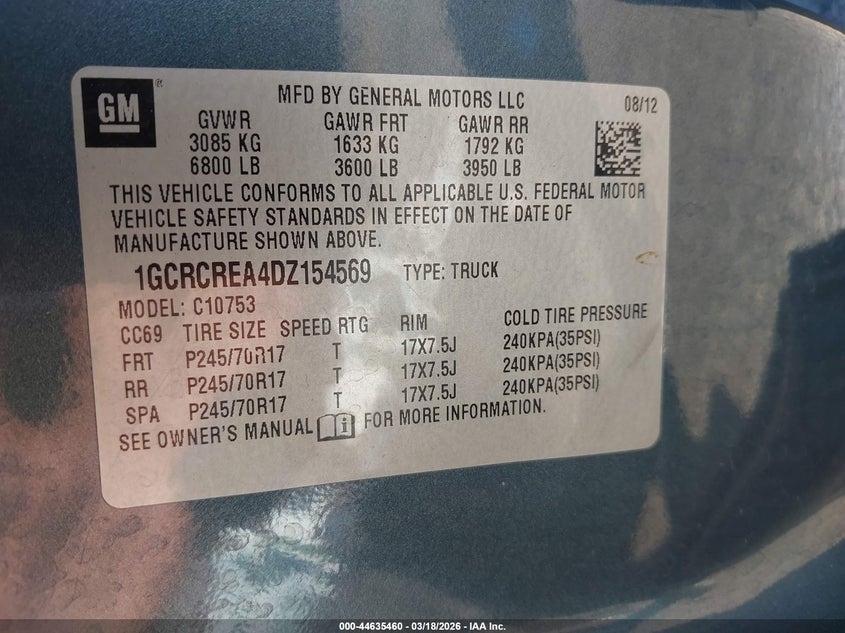 GM ®
MFD BY GENERAL MOTORS LLC 08/12
GVWR GAWR FRT GAWR RR
3085 KG 1633 KG 1792 KG
6800 LB 3600 LB 3950 LB
THIS VEHICLE CONFORMS TO ALL APPLICABLE U.S. FEDERAL MOTOR
VEHICLE SAFETY STANDARDS IN EFFECT ON THE DATE OF
MANUFACTURE SHOWN ABOVE.
1GCRCREA4DZ154569 TYPE: TRUCK
MODEL: C10753
CC69 TIRE SIZE SPEED RTG RIM COLD TIRE PRESSURE
FRT P245/70R17 T 17X7.5J 240KPA(35PSI)
RR P245/70R17 T 17X7.5J 240KPA(35PSI)
SPA P245/70R17 T 17X7.5J 240KPA(35PSI)
SEE OWNER'S MANUAL i FOR MORE INFORMATION.
000-44635460 - 03/18/2026 - IAA Inc.